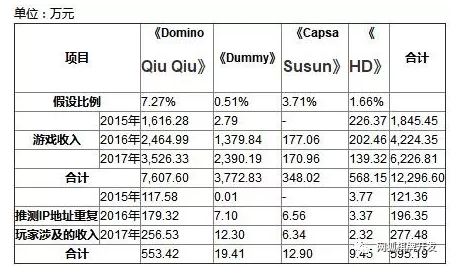 单位：万元
项目 《Domino Qiu Qiu》 《Dummy》 《Capsa Susun》 《 HD》 合计
假设比例 7.27% 0.51% 3.71% 1.66%
游戏收入 2015年 1,616.28 2.79 - 226.37 1,845.45
2016年 2,464.99 1,379.84 177.06 202.46 4,224.35
2017年 3,526.33 2,390.19 170.96 139.32 6,226.81
合计 7,607.60 3,772.83 348.02 568.15 12,296.60
推测IP地址重复玩家涉及的收入 2015年 117.58 0.01 - 3.77 121.36
2016年 179.32 7.10 6.56 3.37 196.35
2017年 256.53 12.30 6.34 2.32 277.48
合计 553.42 19.41 12.90 9.45 595.19
网狐棋牌开发